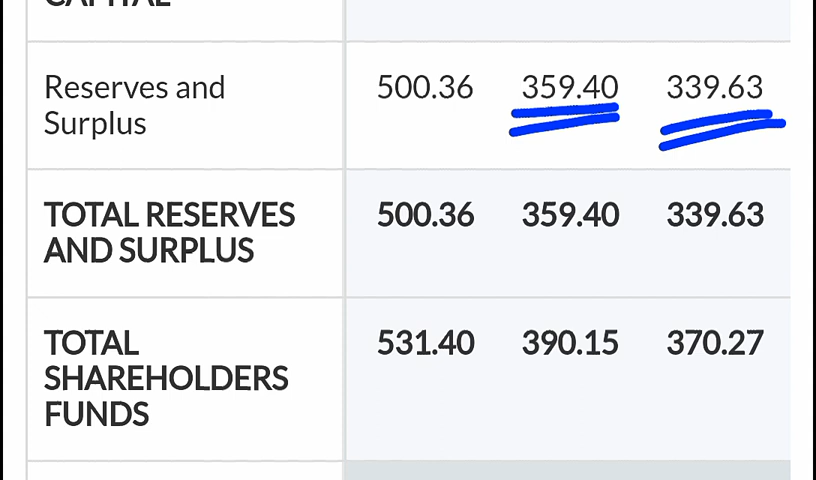 CAPITAL
Reserves and 500.36 359.40 339.63
Surplus
TOTAL RESERVES 500.36 359.40 339.63
AND SURPLUS
TOTAL 531.40 390.15 370.27
SHAREHOLDERS
FUNDS